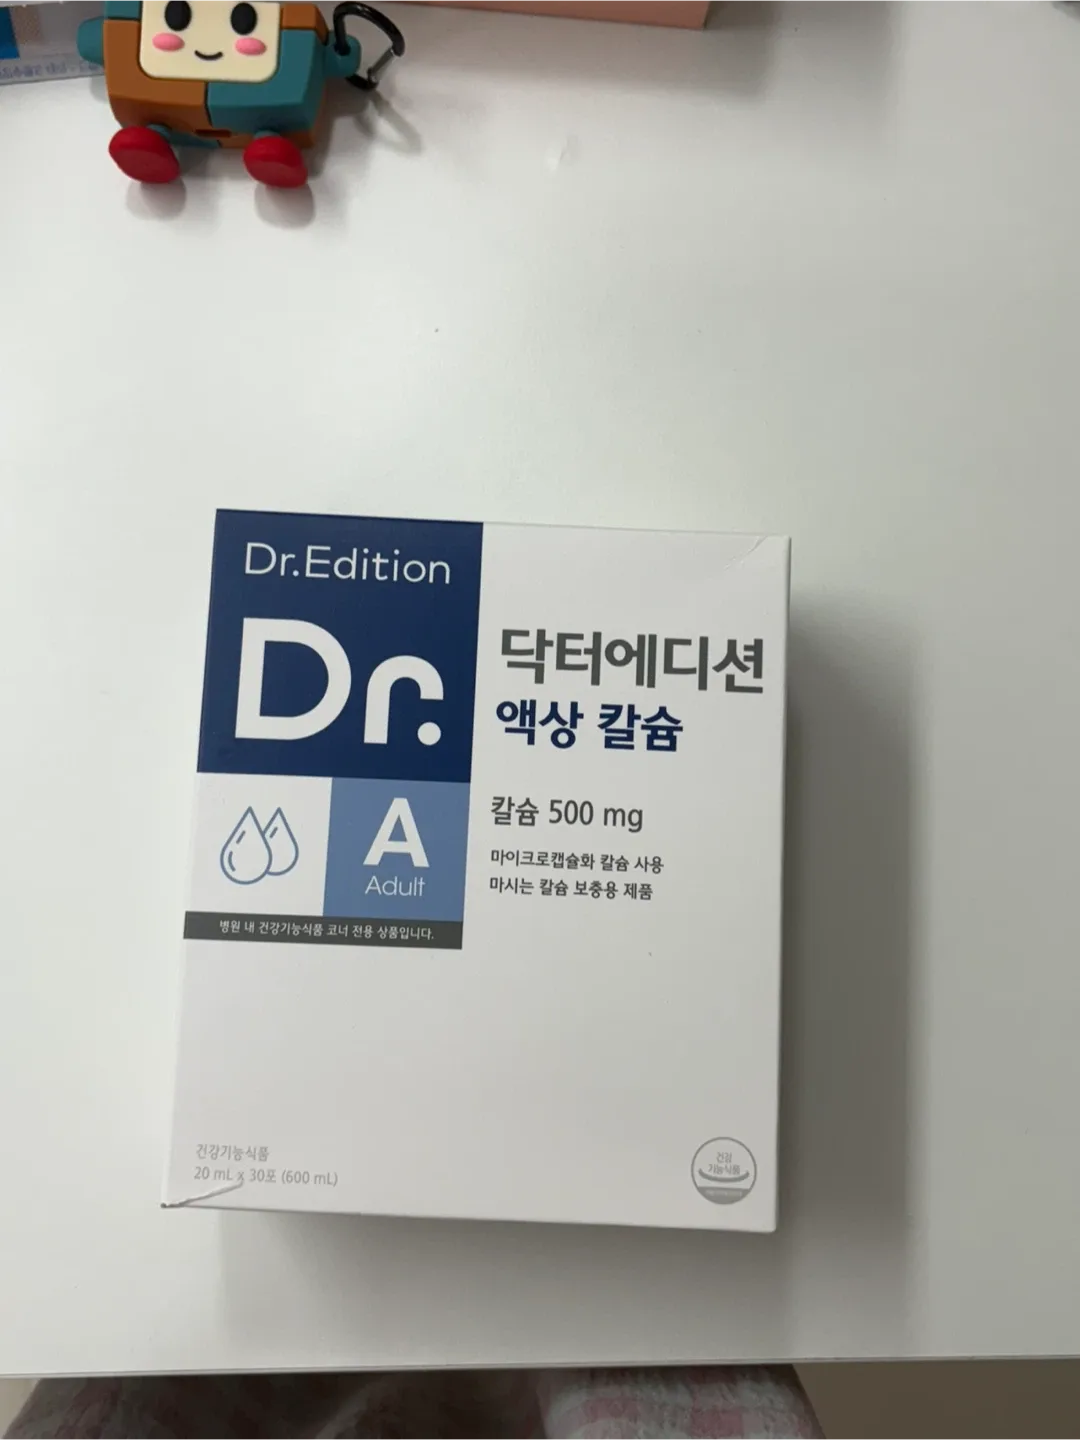 Dr.Edition
Dr.
A
Adult
병원 내 건강기능식품 코너 전용 상품입니다.
닥터에디션
액상 칼슘
칼슘 500 mg
마이크로캡슐화 칼슘 사용
마시는 칼슘 보충용 제품
건강기능식품
20 mL x 30포 (600 mL)
건강
기능식품